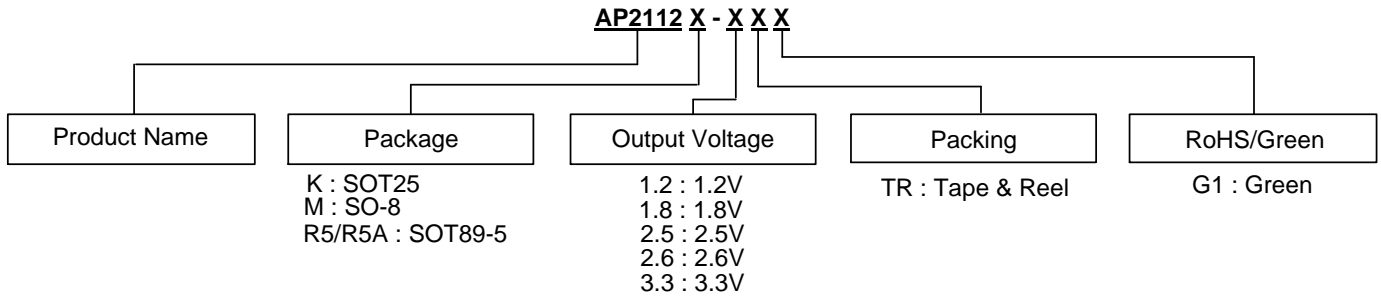 AP2112 X - X X X
Product Name
Package
Output Voltage
Packing
RoHS/Green
K : SOT25
M : SO-8
R5/R5A : SOT89-5
1.2 : 1.2V
1.8 : 1.8V
2.5 : 2.5V
2.6 : 2.6V
3.3 : 3.3V
TR : Tape & Reel
G1 : Green